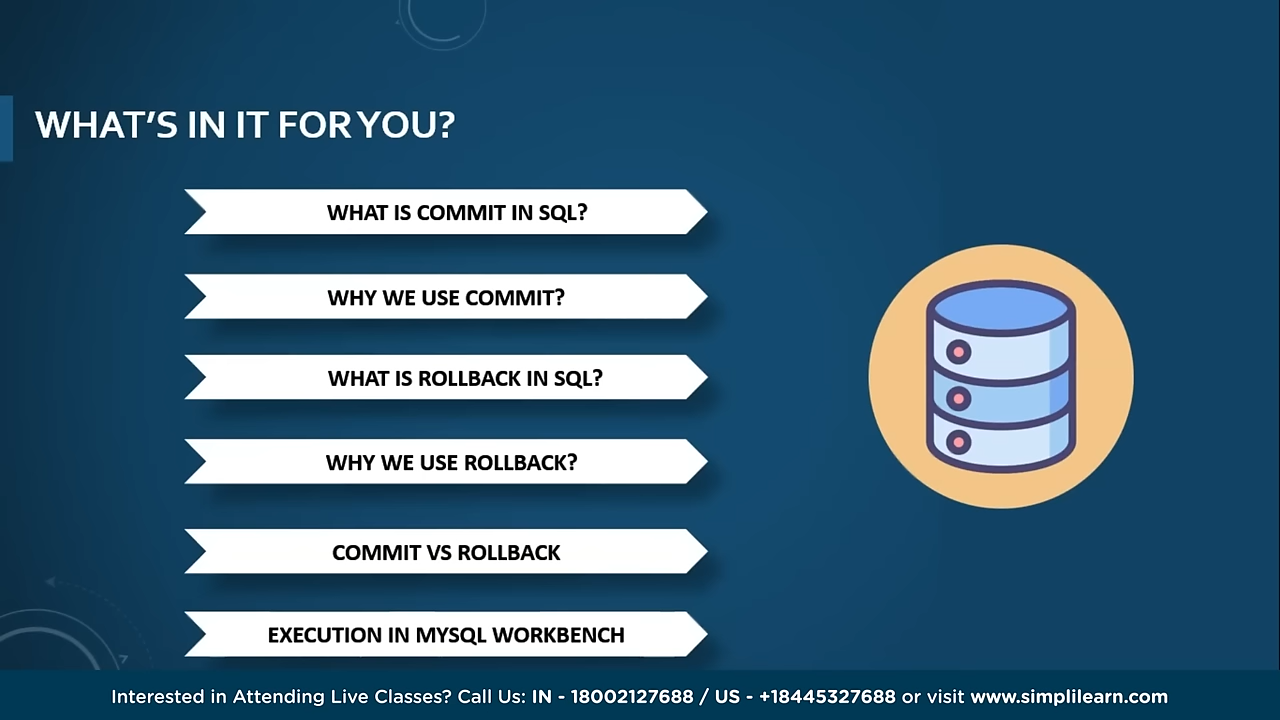 WHAT'S IN IT FOR YOU?
WHAT IS COMMIT IN SQL?
WHY WE USE COMMIT?
WHAT IS ROLLBACK IN SQL?
WHY WE USE ROLLBACK?
COMMIT VS ROLLBACK
EXECUTION IN MYSQL WORKBENCH
Interested in Attending Live Classes? Call Us: IN - 18002127688 / US - +18445327688 or visit www.simplilearn.com